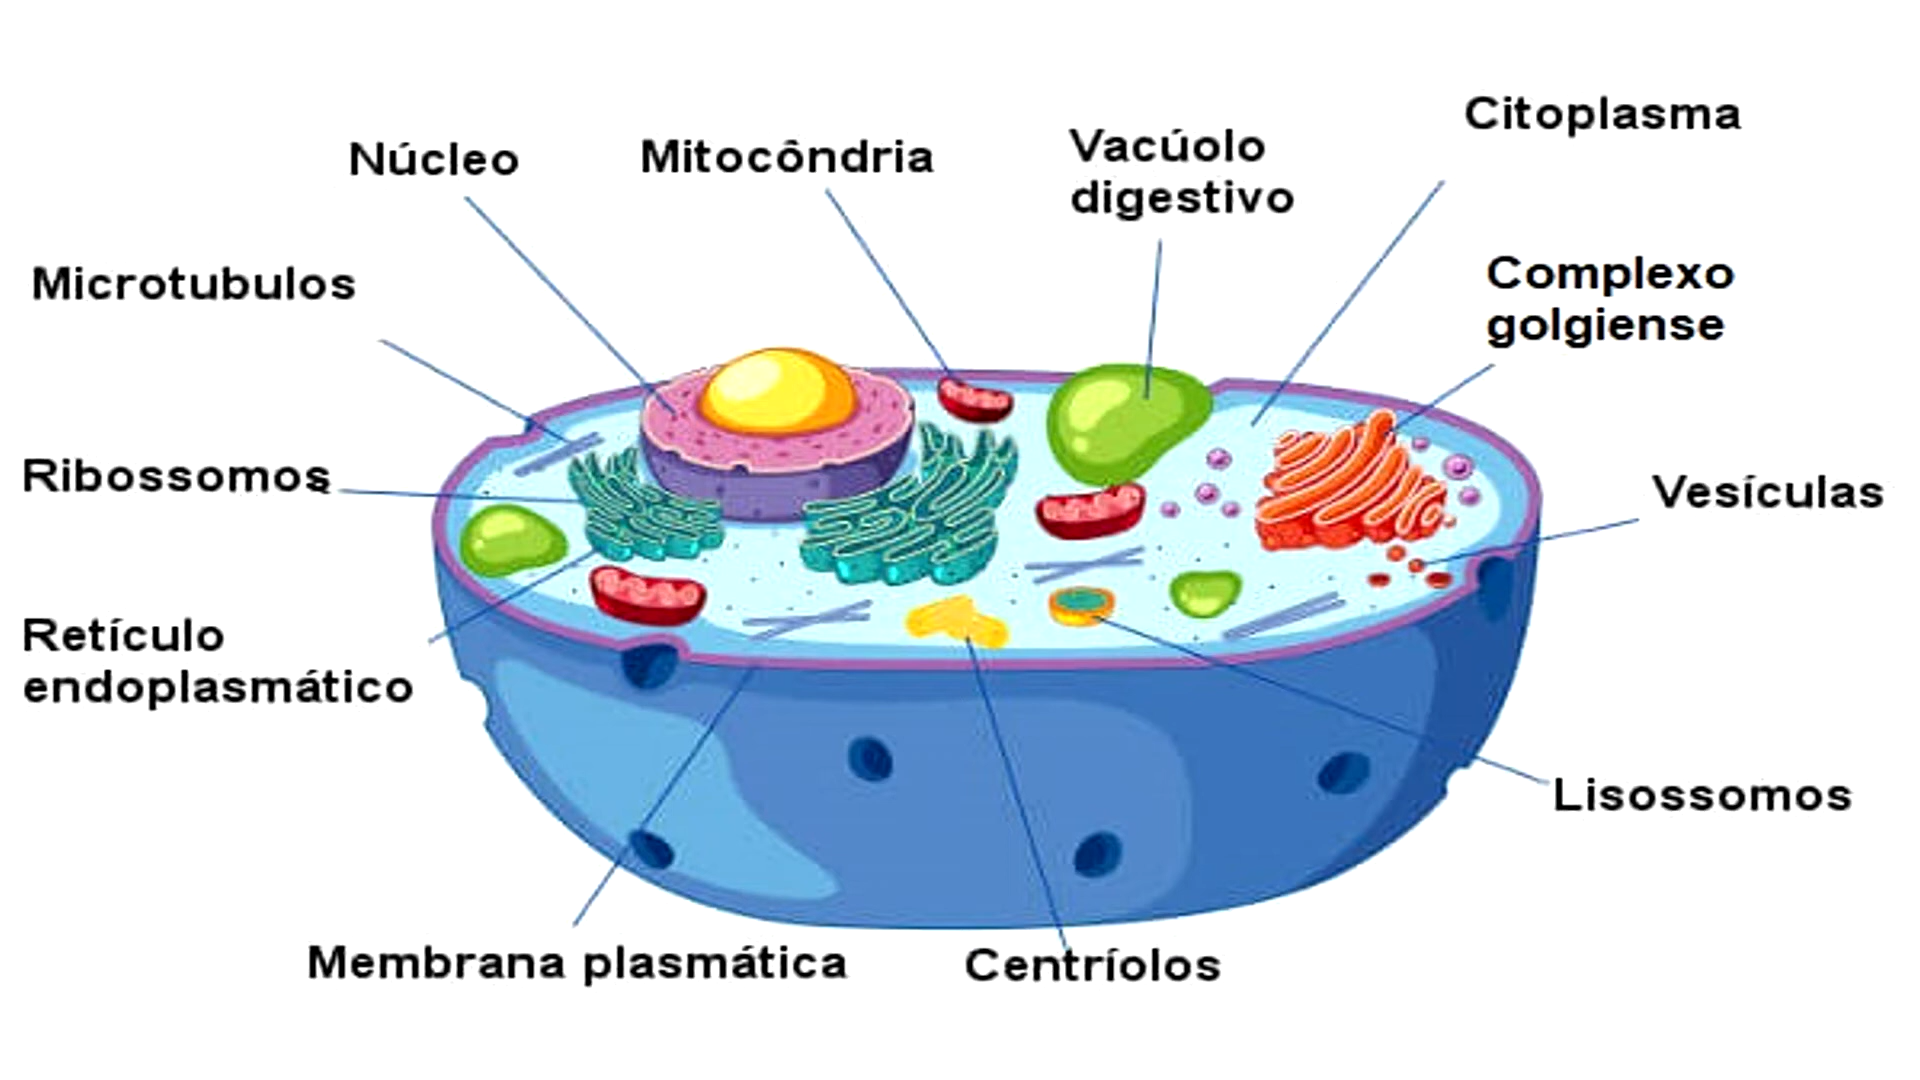 Citoplasma
Núcleo
Mitocôndria
Vacúolo
digestivo
Microtubulos
Complexo
golgiense
Ribossomos
Vesículas
Retículo
endoplasmático
Lisossomos
Membrana plasmática
Centríolos